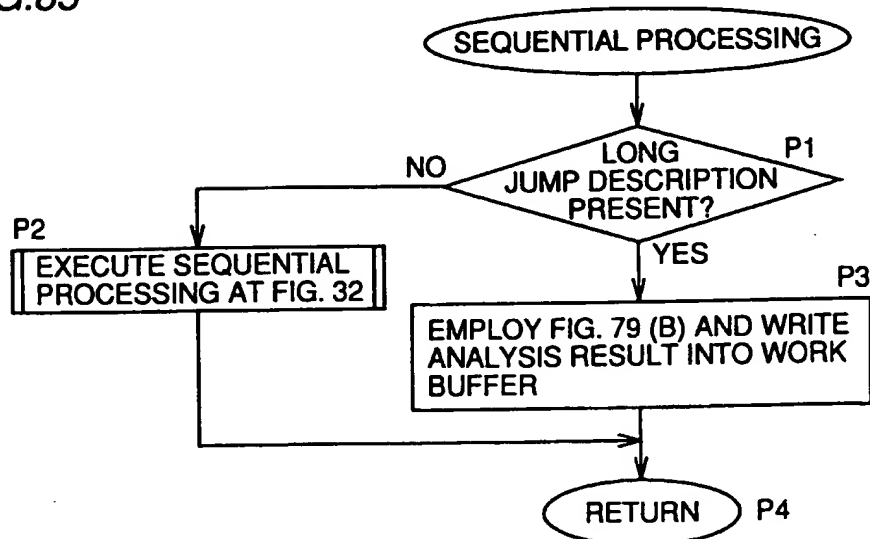 SEQUENTIAL PROCESSING
P1
LONG
JUMP DESCRIPTION
PRESENT?
NO
YES
P2
EXECUTE SEQUENTIAL
PROCESSING AT FIG. 32
P3
EMPLOY FIG. 79 (B) AND WRITE
ANALYSIS RESULT INTO WORK
BUFFER
RETURN
P4